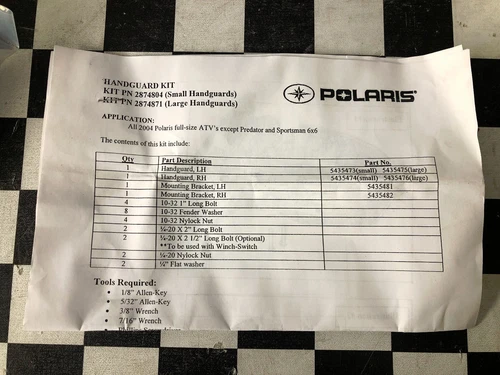 HANDGUARD KIT
KIT PN 2874804 (Small Handguards)
KIT PN 2874871 (Large Handguards)
POLARIS
APPLICATION:
All 2004 Polaris full-size ATV's except Predator and Sportsman 6x6
The contents of this kit include:
Qty Part Description Part No.
1 Handguard, LH 5435473(small) 5435475(large)
1 Handguard, RH 5435474(small) 5435476(large)
1 Mounting Bracket, LH 5435481
1 Mounting Bracket, RH 5435482
4 10-32 1" Long Bolt
8 10-32 Fender Washer
4 10-32 Nylock Nut
2 ¼-20 X 2" Long Bolt
2 ¼-20 X 2 1/2" Long Bolt (Optional)
**To be used with Winch-Switch
2 ¼-20 Nylock Nut
2 ¼" Flat washer
Tools Required:
• 1/8" Allen-Key
• 5/32" Allen-Key
• 3/8" Wrench
• 7/16" Wrench